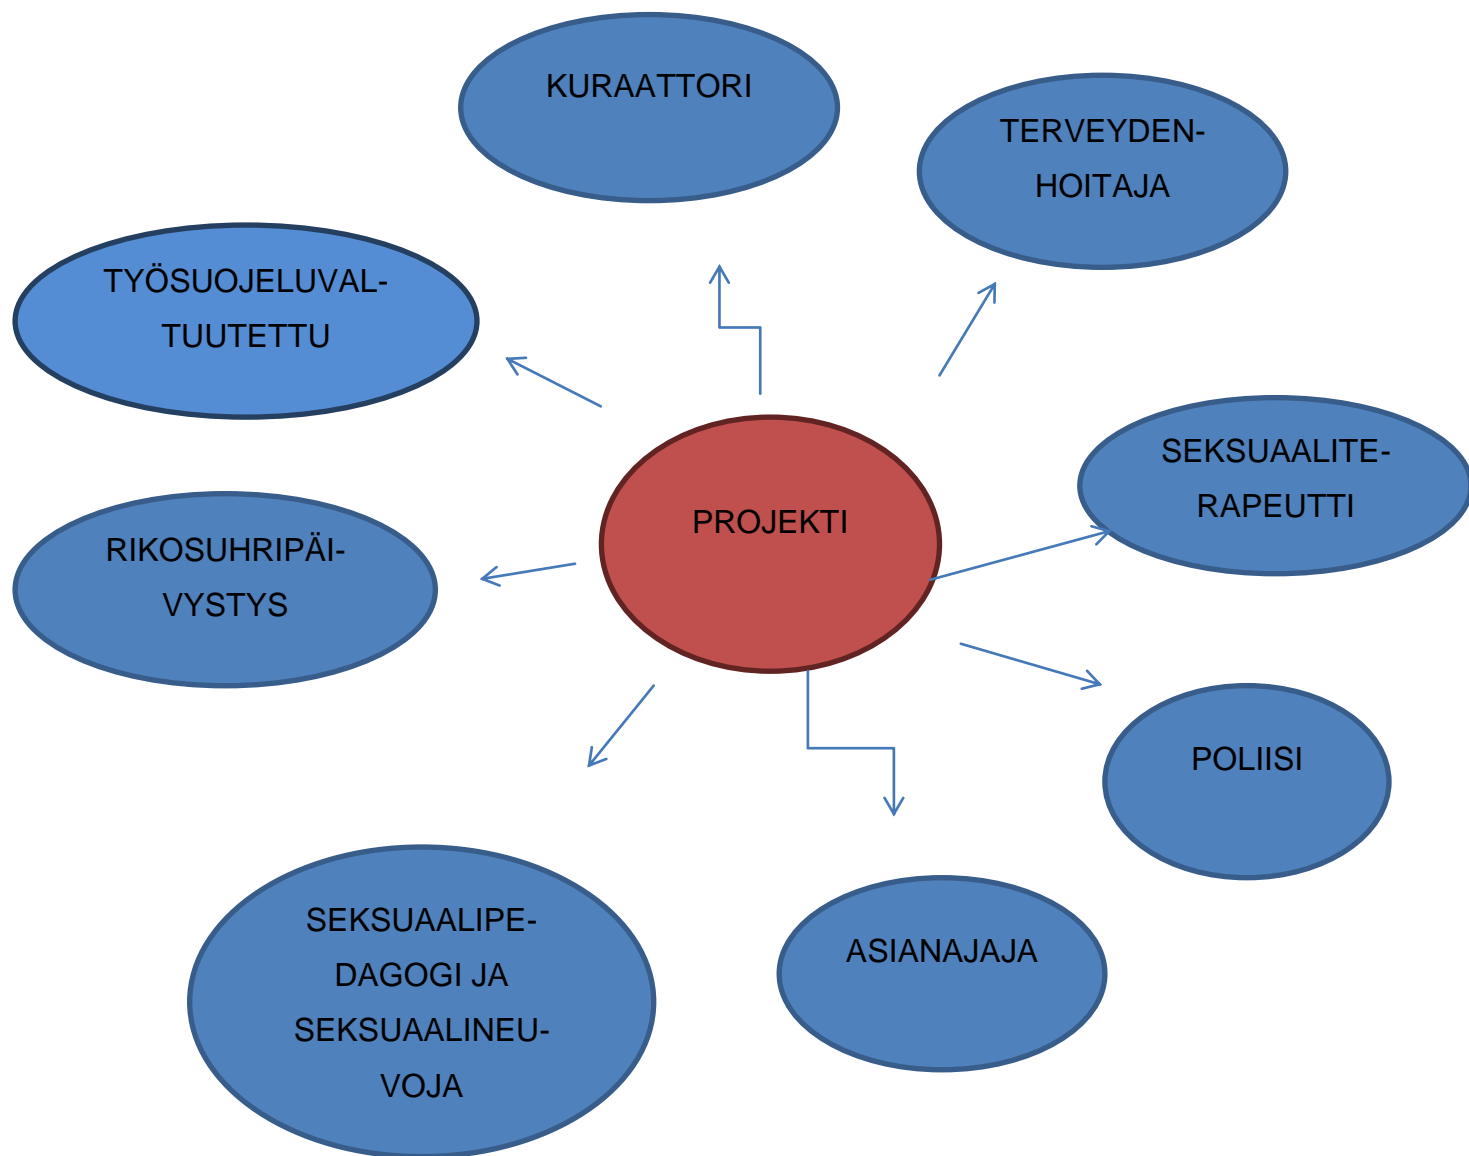 KURAATTORI
TERVEYDEN-
HOITAJA
TYÖSUOJELUVAL-
TUUTETTU
SEKSUAALITE-
RAPEUTTI
PROJEKTI
RIKOSUHRIPÄI-
VYSTYS
POLIISI
SEKSUAALIPE-
DAGOGI JA
SEKSUAALINEU-
VOJA
ASIANAJAJA